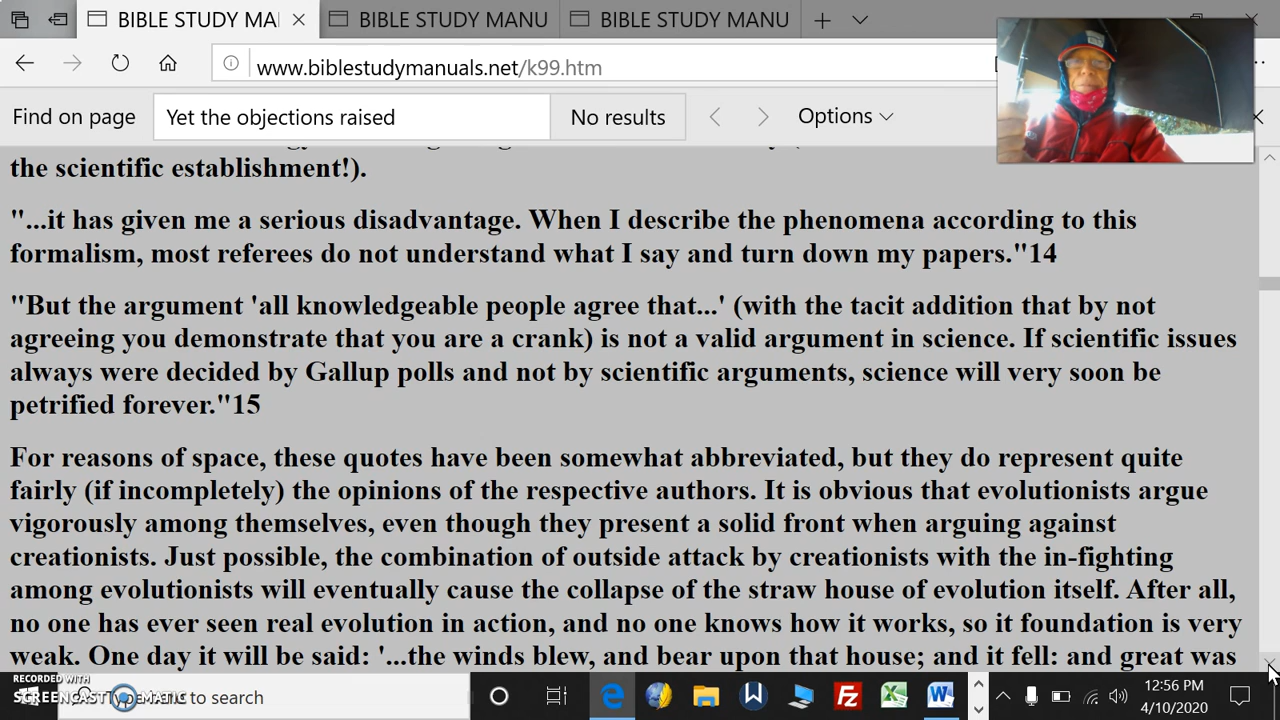 BIBLE STUDY MA
BIBLE STUDY MANU
BIBLE STUDY MANU
www.biblestudymanuals.net/k99.htm
Find on page
Yet the objections raised
No results
Options
the scientific establishment!).
"...it has given me a serious disadvantage. When I describe the phenomena according to this
formalism, most referees do not understand what I say and turn down my papers."14
"But the argument 'all knowledgeable people agree that...' (with the tacit addition that by not
agreeing you demonstrate that you are a crank) is not a valid argument in science. If scientific issues
always were decided by Gallup polls and not by scientific arguments, science will very soon be
petrified forever."15
For reasons of space, these quotes have been somewhat abbreviated, but they do represent quite
fairly (if incompletely) the opinions of the respective authors. It is obvious that evolutionists argue
vigorously among themselves, even though they present a solid front when arguing against
creationists. Just possible, the combination of outside attack by creationists with the in-fighting
among evolutionists will eventually cause the collapse of the straw house of evolution itself. After all,
no one has ever seen real evolution in action, and no one knows how it works, so it foundation is very
weak. One day it will be said: '...the winds blew, and bear upon that house; and it fell: and great was
RECORDED WITH
SCREENCAST-O-MATIC
Type here to search
12:56 PM
4/10/2020